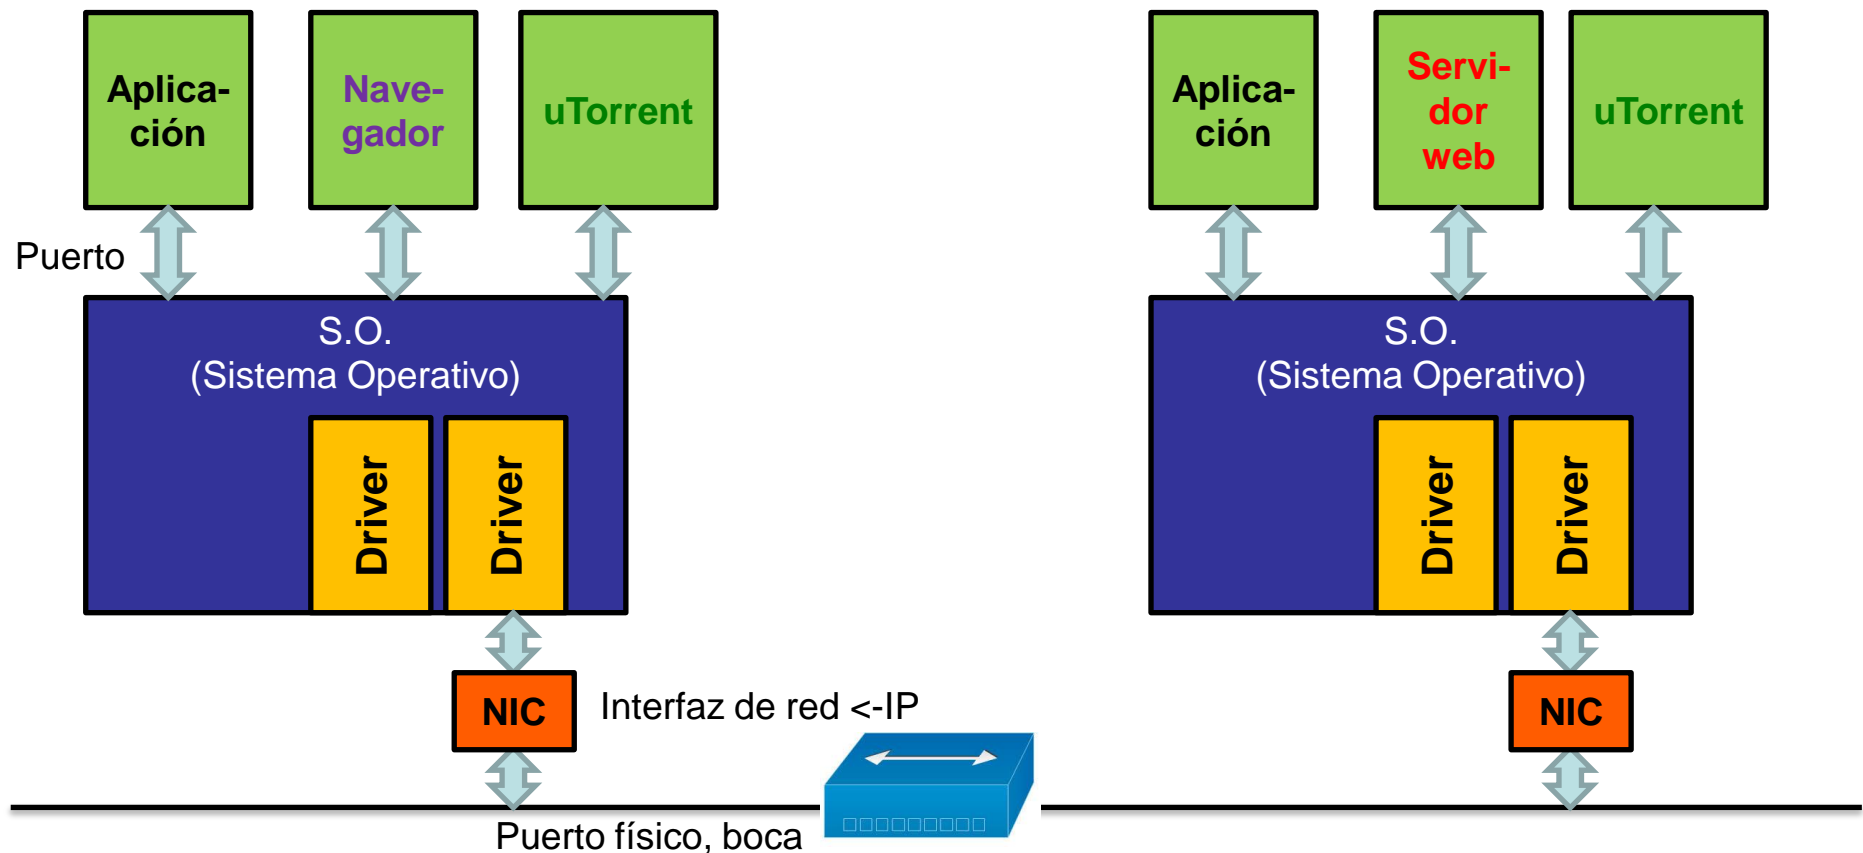 Aplica-
ción
Nave-
gador
uTorrent
Aplica-
ción
Servi-
dor
web
uTorrent
Puerto
S.O.
(Sistema Operativo)
S.O.
(Sistema Operativo)
Driver
Driver
Driver
Driver
NIC
Interfaz de red <-IP
NIC
Puerto físico, boca